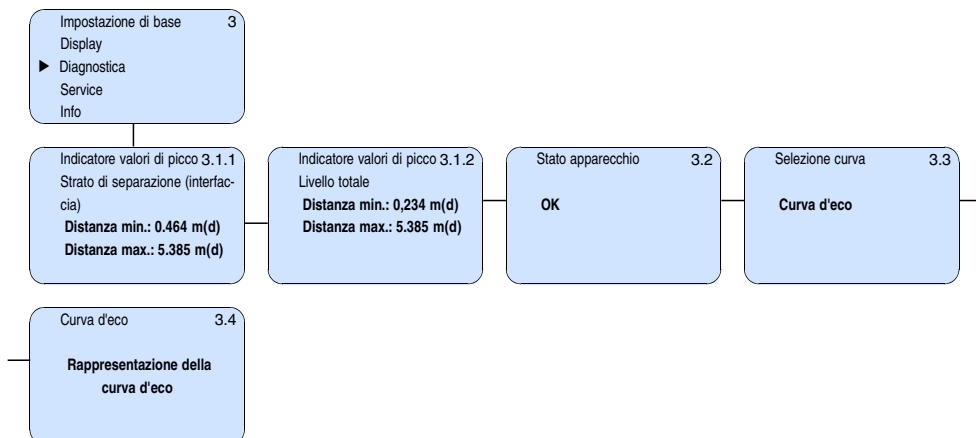 Impostazione di base 3
Display
▶ Diagnostica
Service
Info
Indicatore valori di picco 3.1.1
Strato di separazione (interfac-
cia)
Distanza min.: 0.464 m(d)
Distanza max.: 5.385 m(d)
Indicatore valori di picco 3.1.2
Livello totale
Distanza min.: 0,234 m(d)
Distanza max.: 5.385 m(d)
Stato apparecchio 3.2
OK
Selezione curva 3.3
Curva d'eco
Curva d'eco 3.4
Rappresentazione della
curva d'eco